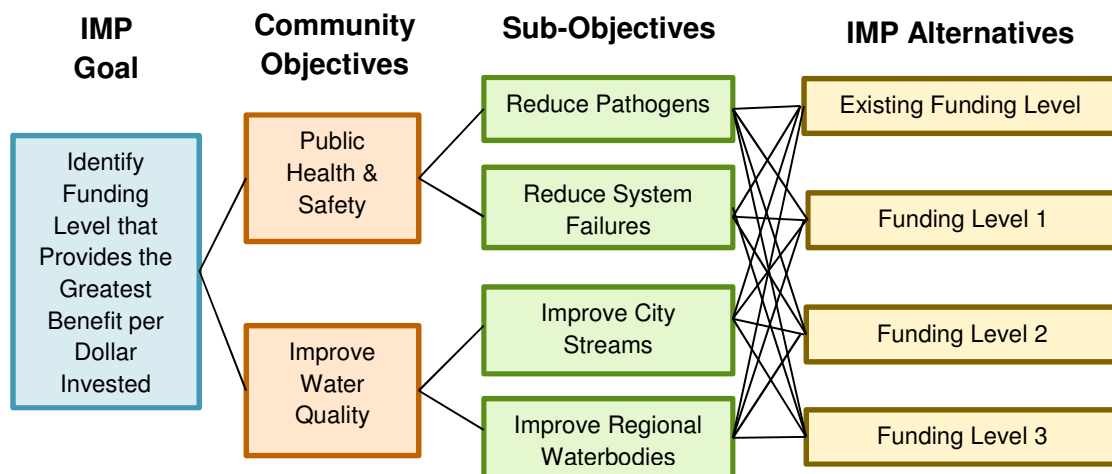 IMP
Goal
Community
Objectives
Sub-Objectives
IMP Alternatives
Identify
Funding
Level that
Provides the
Greatest
Benefit per
Dollar
Invested
Public
Health &
Safety
Improve
Water
Quality
Reduce Pathogens
Reduce System
Failures
Improve City
Streams
Improve Regional
Waterbodies
Existing Funding Level
Funding Level 1
Funding Level 2
Funding Level 3